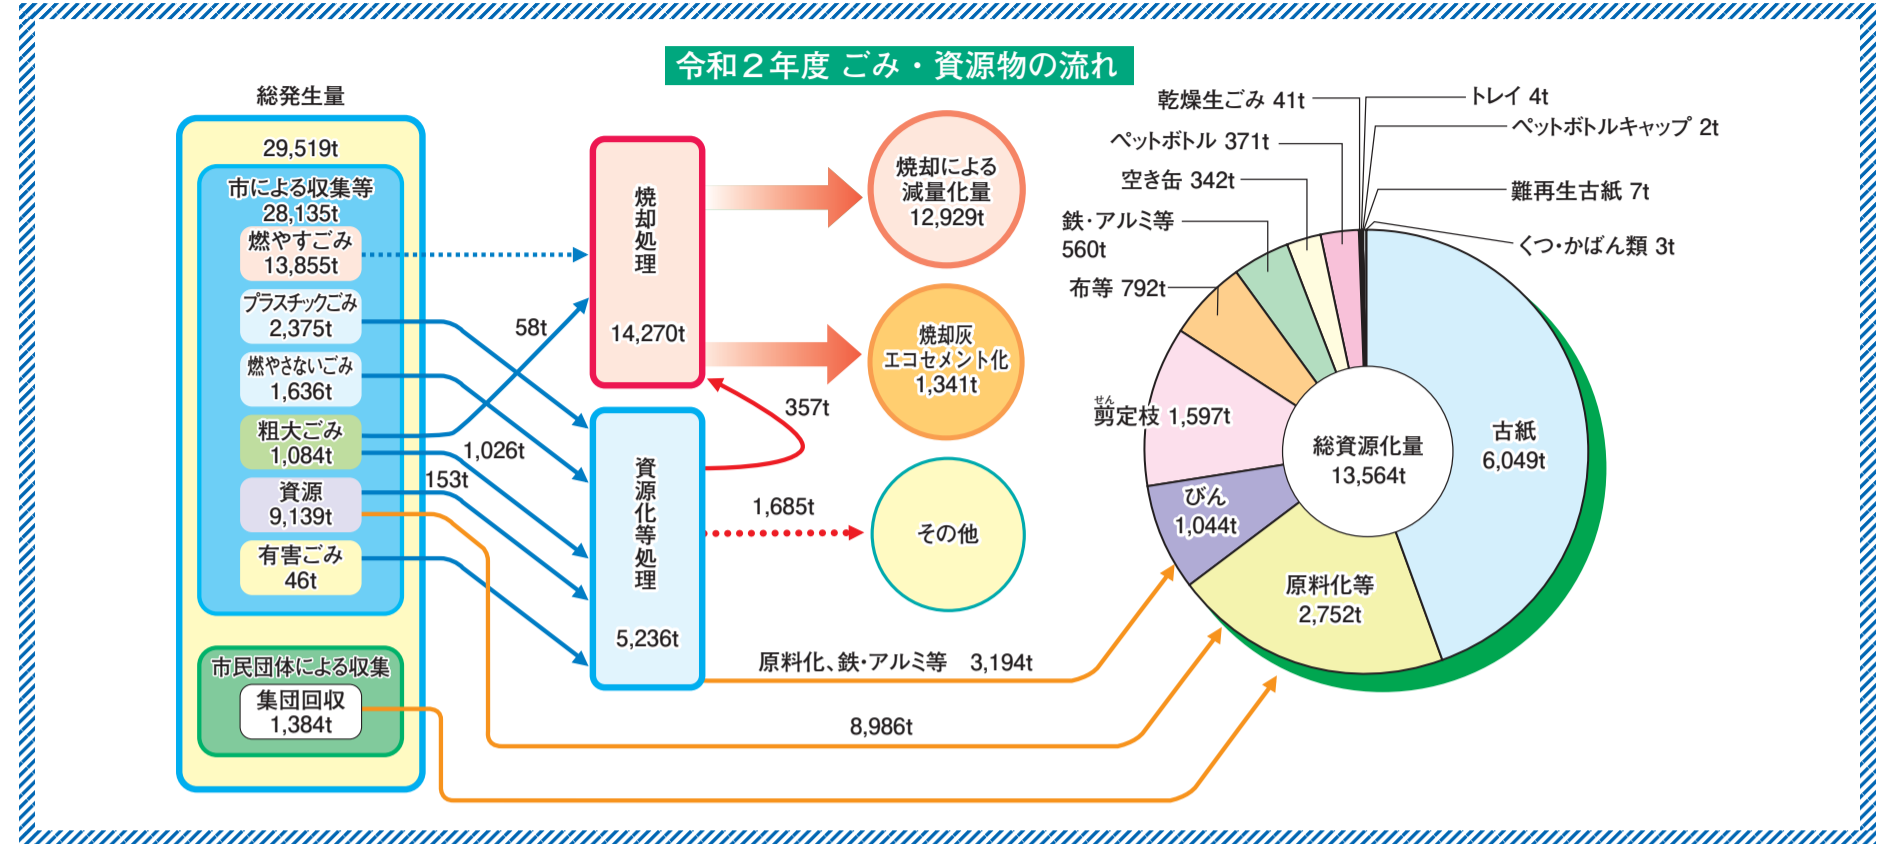 令和２年度 ごみ・資源物の流れ
総発生量
29,519t
市による収集等
28,135t
燃やすごみ
13,855t
プラスチックごみ
2,375t
燃やさないごみ
1,636t
粗大ごみ
1,084t
資源
9,139t
有害ごみ
46t
市民団体による収集
集団回収
1,384t
58t
1,026t
153t
焼却処理
14,270t
357t
資源化等処理
5,236t
1,685t
原料化、鉄・アルミ等 3,194t
8,986t
焼却による
減量化量
12,929t
焼却灰
エコセメント化
1,341t
その他
乾燥生ごみ 41t
ペットボトル 371t
空き缶 342t
鉄・アルミ等
560t
布等 792t
せん
剪定枝 1,597t
びん
1,044t
原料化等
2,752t
古紙
6,049t
総資源化量
13,564t
トレイ 4t
ペットボトルキャップ 2t
難再生古紙 7t
くつ・かばん類 3t